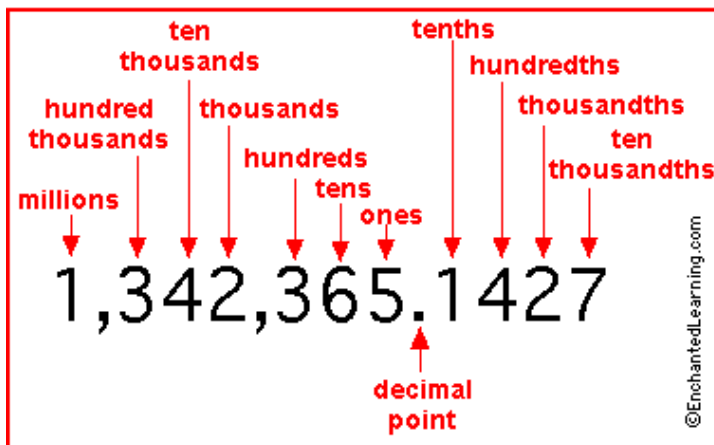 ten
thousands
tenths
hundredths
hundred
thousands
thousands
thousandths
ten
thousandths
hundreds
tens
millions
ones
1,342,365.1427
decimal
point
©EnchantedLearning.com